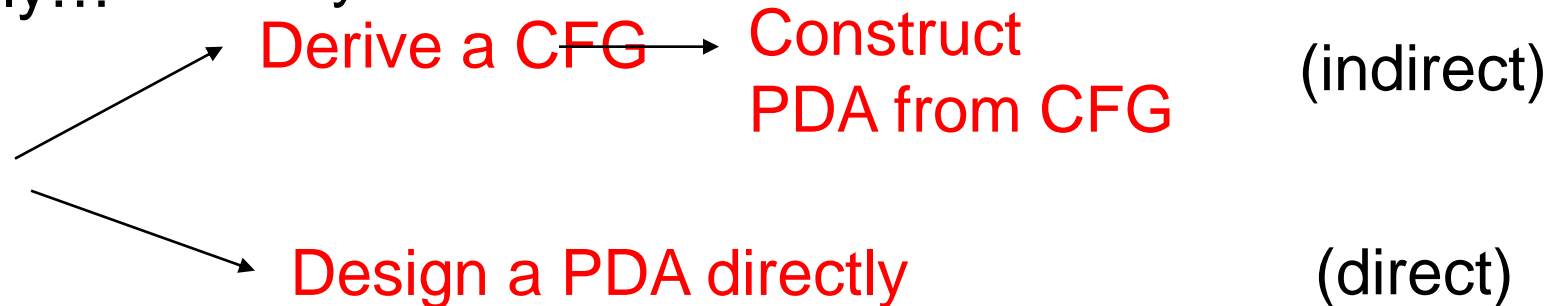 Derive a CFG
Construct
PDA from CFG
(indirect)
Design a PDA directly
(direct)